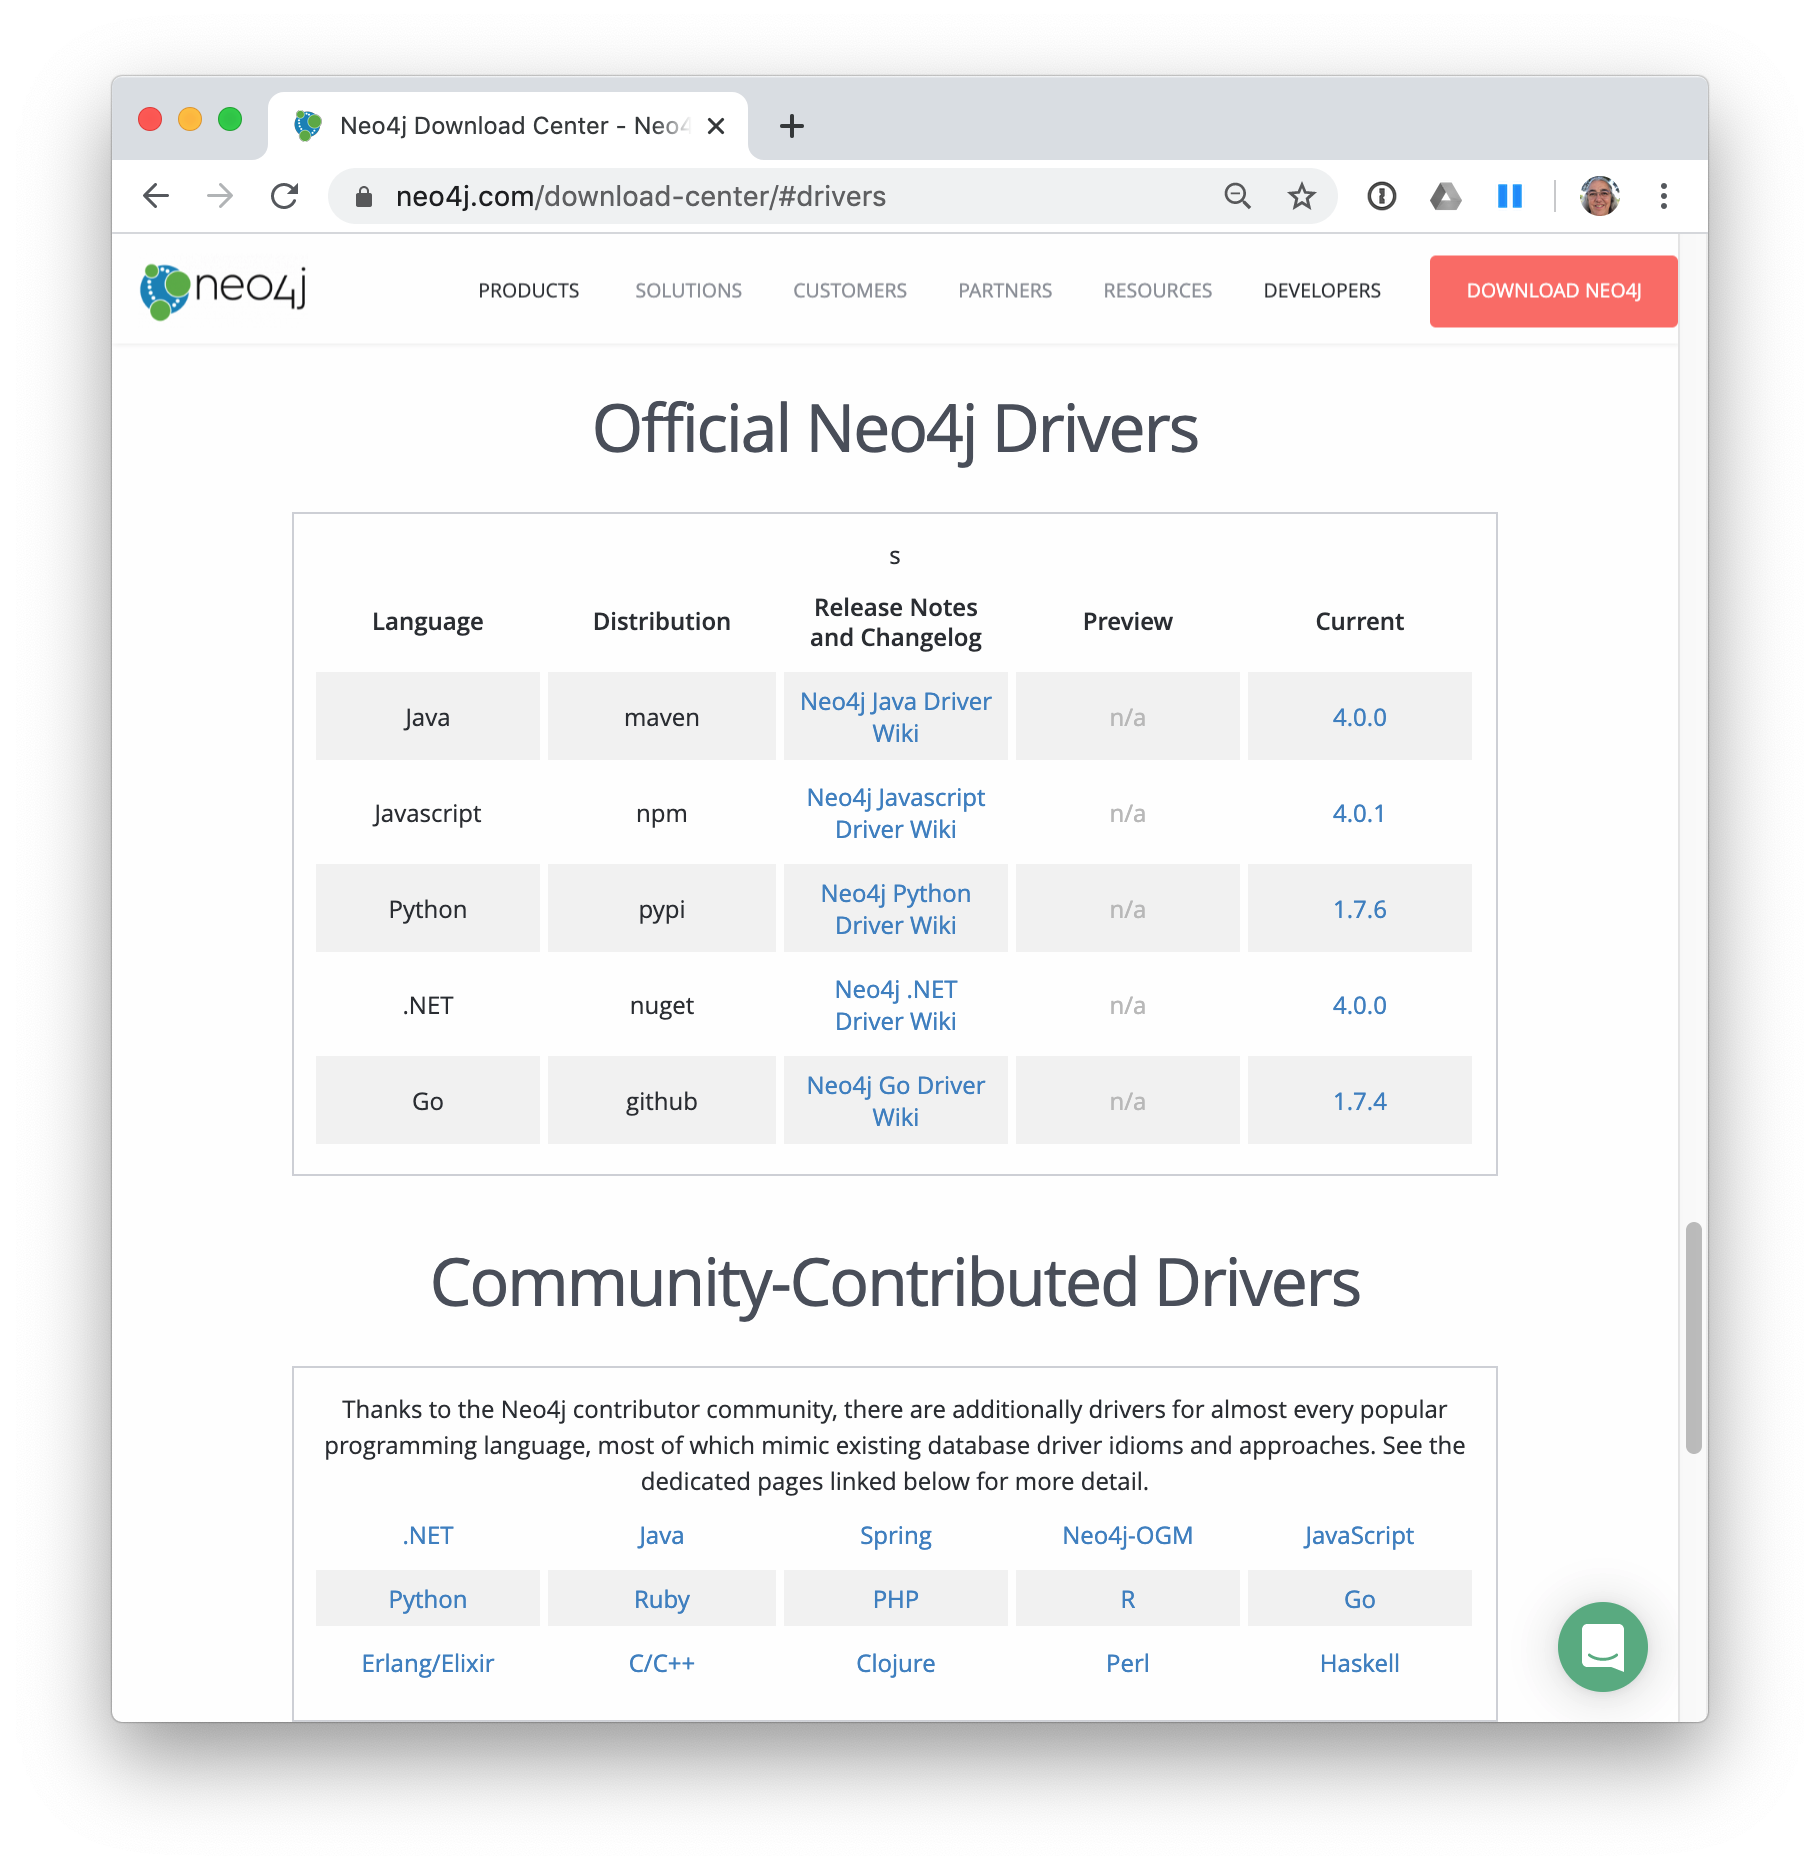 Neo4j Download Center - Neo4
neo4j.com/download-center/#drivers
neo4j
PRODUCTS SOLUTIONS CUSTOMERS PARTNERS RESOURCES DEVELOPERS DOWNLOAD NEO4J
Official Neo4j Drivers
s
Language Distribution Release Notes and Changelog Preview Current
Java maven Neo4j Java Driver Wiki n/a 4.0.0
Javascript npm Neo4j Javascript Driver Wiki n/a 4.0.1
Python pypi Neo4j Python Driver Wiki n/a 1.7.6
.NET nuget Neo4j .NET Driver Wiki n/a 4.0.0
Go github Neo4j Go Driver Wiki n/a 1.7.4
Community-Contributed Drivers
Thanks to the Neo4j contributor community, there are additionally drivers for almost every popular
programming language, most of which mimic existing database driver idioms and approaches. See the
dedicated pages linked below for more detail.
.NET Java Spring Neo4j-OGM JavaScript
Python Ruby PHP R Go
Erlang/Elixir C/C++ Clojure Perl Haskell